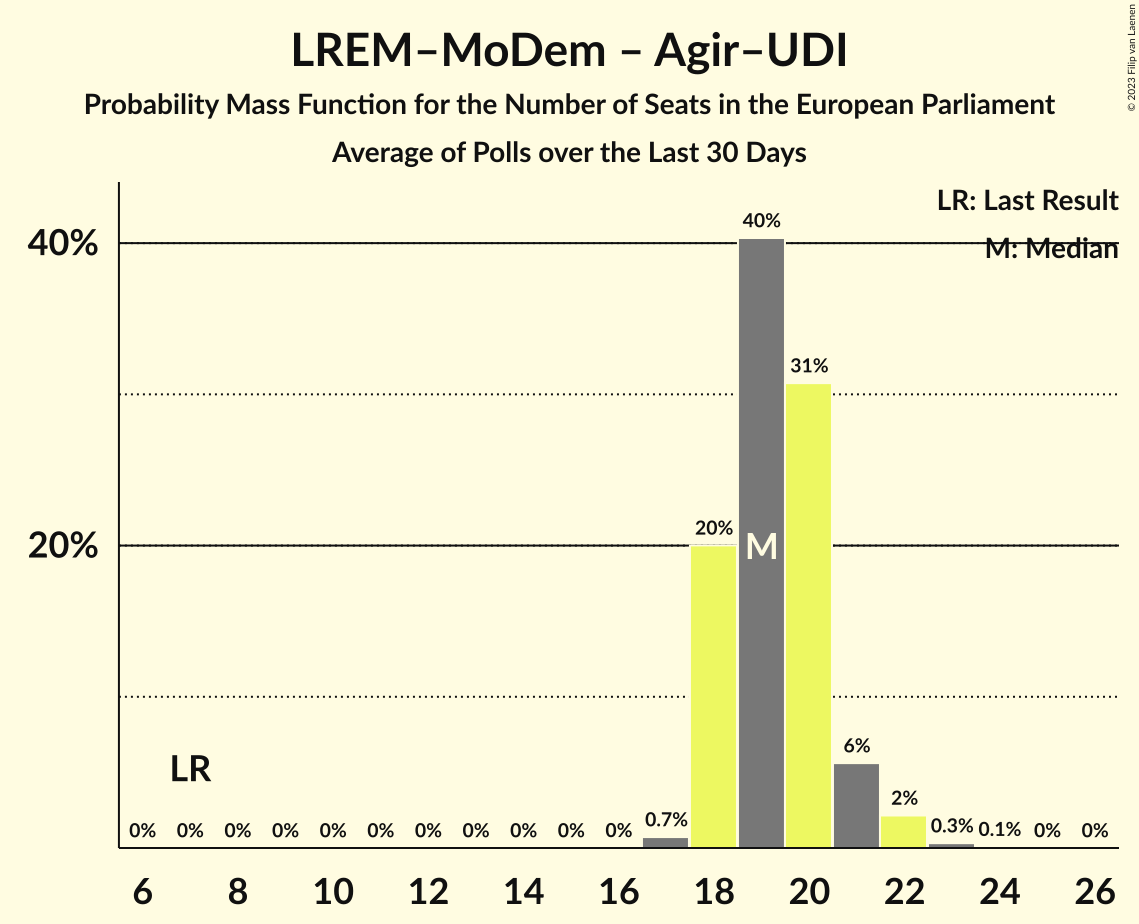 LREM–MoDem – Agir–UDI
Probability Mass Function for the Number of Seats in the European Parliament
Average of Polls over the Last 30 Days
© 2023 Filip van Laenen
LR: Last Result
M: Median
40%
20%
40%
31%
20%
M
6%
2%
LR
0% 0% 0% 0% 0% 0% 0% 0% 0% 0% 0% 0.7% 0.3% 0.1% 0% 0%
6 8 10 12 14 16 18 20 22 24 26